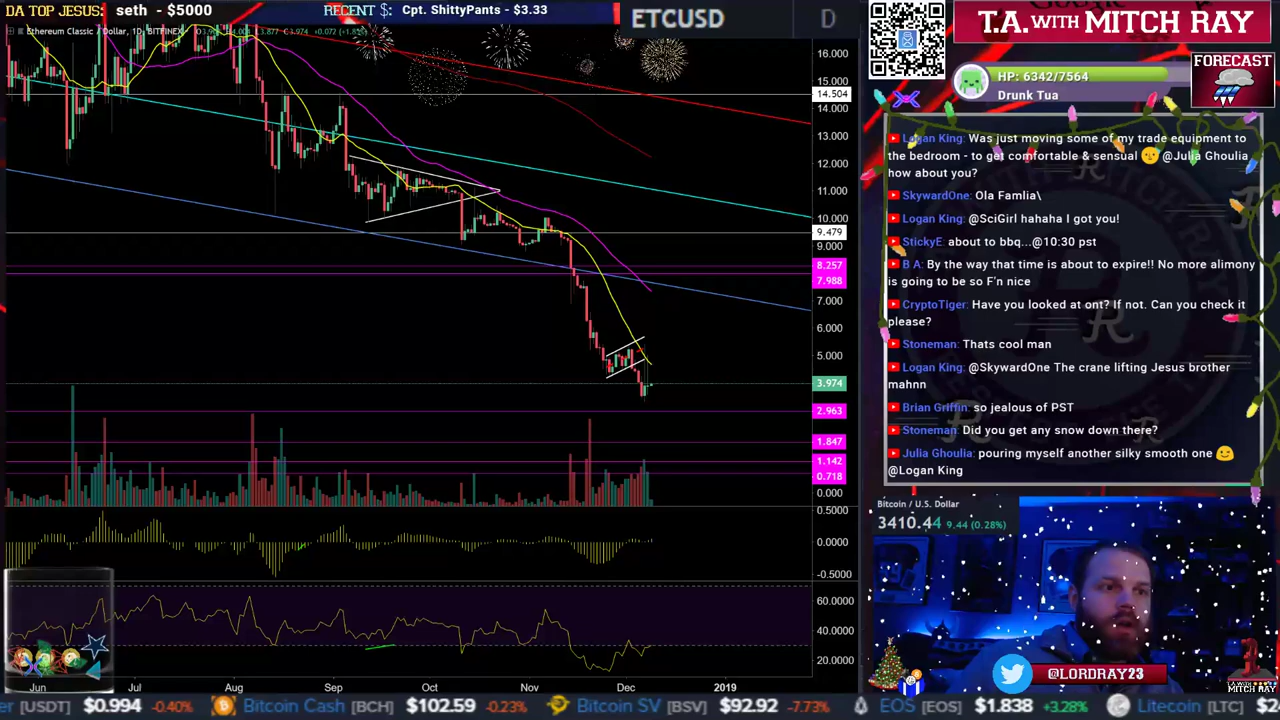 DA TOP JESUS: seth - $5000
RECENT $: Cpt. ShittyPants - $3.33
ETCUSD D
T.A. WITH MITCH RAY
HP: 6342/7564
Drunk Tua
FORECAST
Ethereum Classic / Dollar, 1D, BITFINEX
16.000
15.000
14.504
13.000
12.000
11.000
10.000
9.479
9.000
8.257
7.988
7.000
6.000
5.000
3.974
2.963
1.847
1.142
0.718
0.000
0.5000
0.0000
-0.5000
60.0000
40.0000
20.0000
Jun Jul Aug Sep Oct Nov Dec 2019
Logan King: Was just moving some of my trade equipment to
the bedroom - to get comfortable & sensual @Julia Ghoulia
how about you?
SkywardOne: Ola Famlia\
Logan King: @SciGirl hahaha I got you!
StickyE: about to bbq...@10:30 pst
B A: By the way that time is about to expire!! No more alimony
is going to be so F'n nice
CryptoTiger: Have you looked at ont? If not. Can you check it
please?
Stoneman: Thats cool man
Logan King: @SkywardOne The crane lifting Jesus brother
mahnn
Brian Griffin: so jealous of PST
Stoneman: Did you get any snow down there?
Julia Ghoulia: pouring myself another silky smooth one
@Logan King
Bitcoin / U.S. Dollar
3410.44 9.44 (0.28%)
@LORDRAY23
T.A. WITH
MITCH RAY
er [USDT] $0.994 -0.40% Bitcoin Cash [BCH] $102.59 -0.23% Bitcoin SV [BSV] $92.92 -7.73% EOS [EOS] $1.838 +3.28% Litecoin [LTC] $2